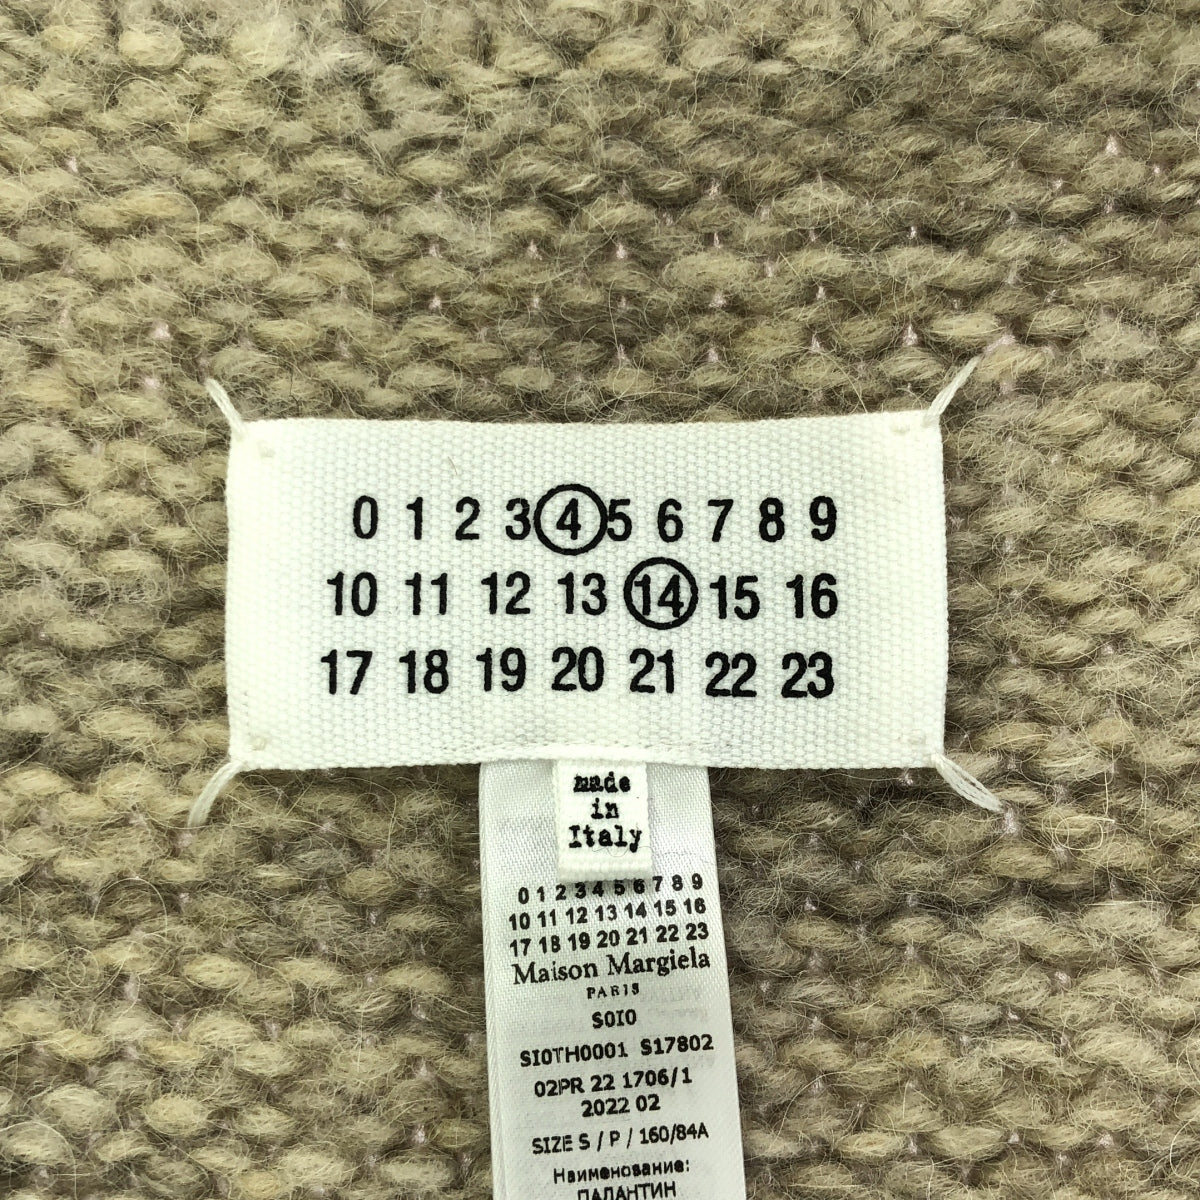 0 1 2 3 4 5 6 7 8 9
10 11 12 13 14 15 16
17 18 19 20 21 22 23
made
in
Italy
0 1 2 3 4 5 6 7 8 9
10 11 12 13 14 15 16
17 18 19 20 21 22 23
Maison Margiela
PARIS
S0I0
SI0TH0001 S17802
02PR 22 1706/1
2022 02
SIZE S / P / 160/84A
Наименование:
ПАЛАНТИН